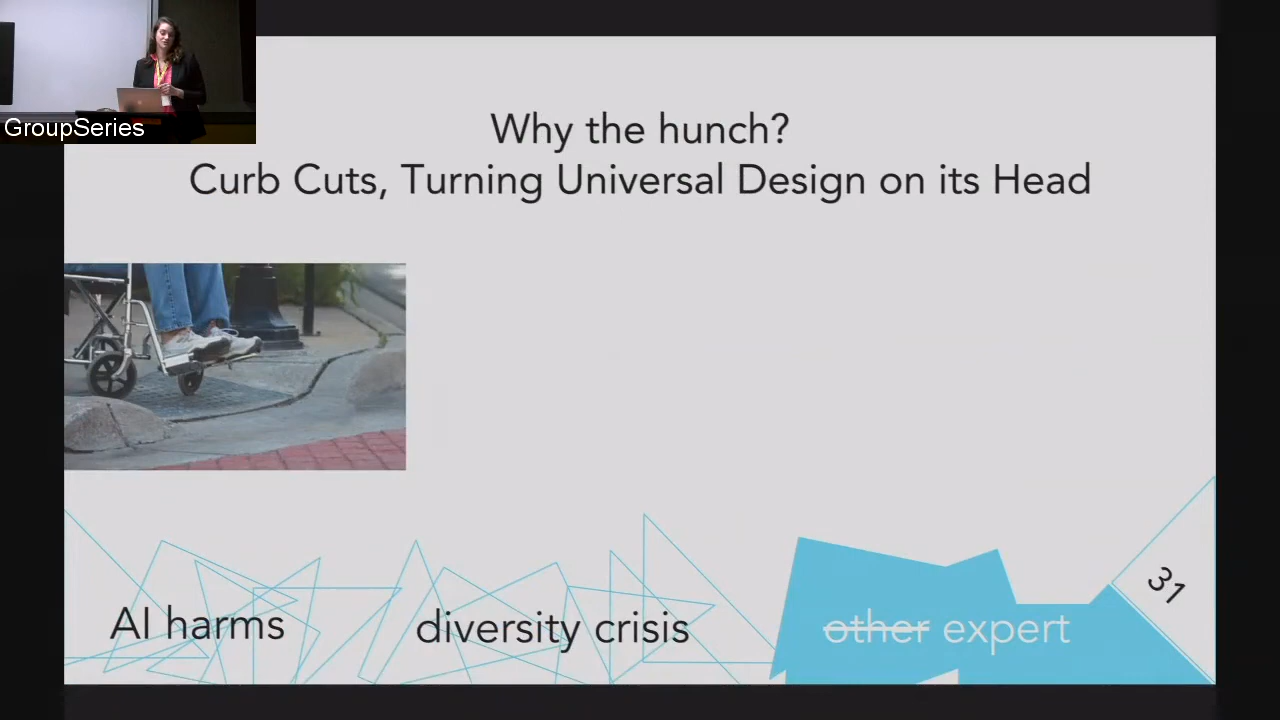 GroupSeries
Why the hunch?
Curb Cuts, Turning Universal Design on its Head
AI harms
diversity crisis
other expert
31